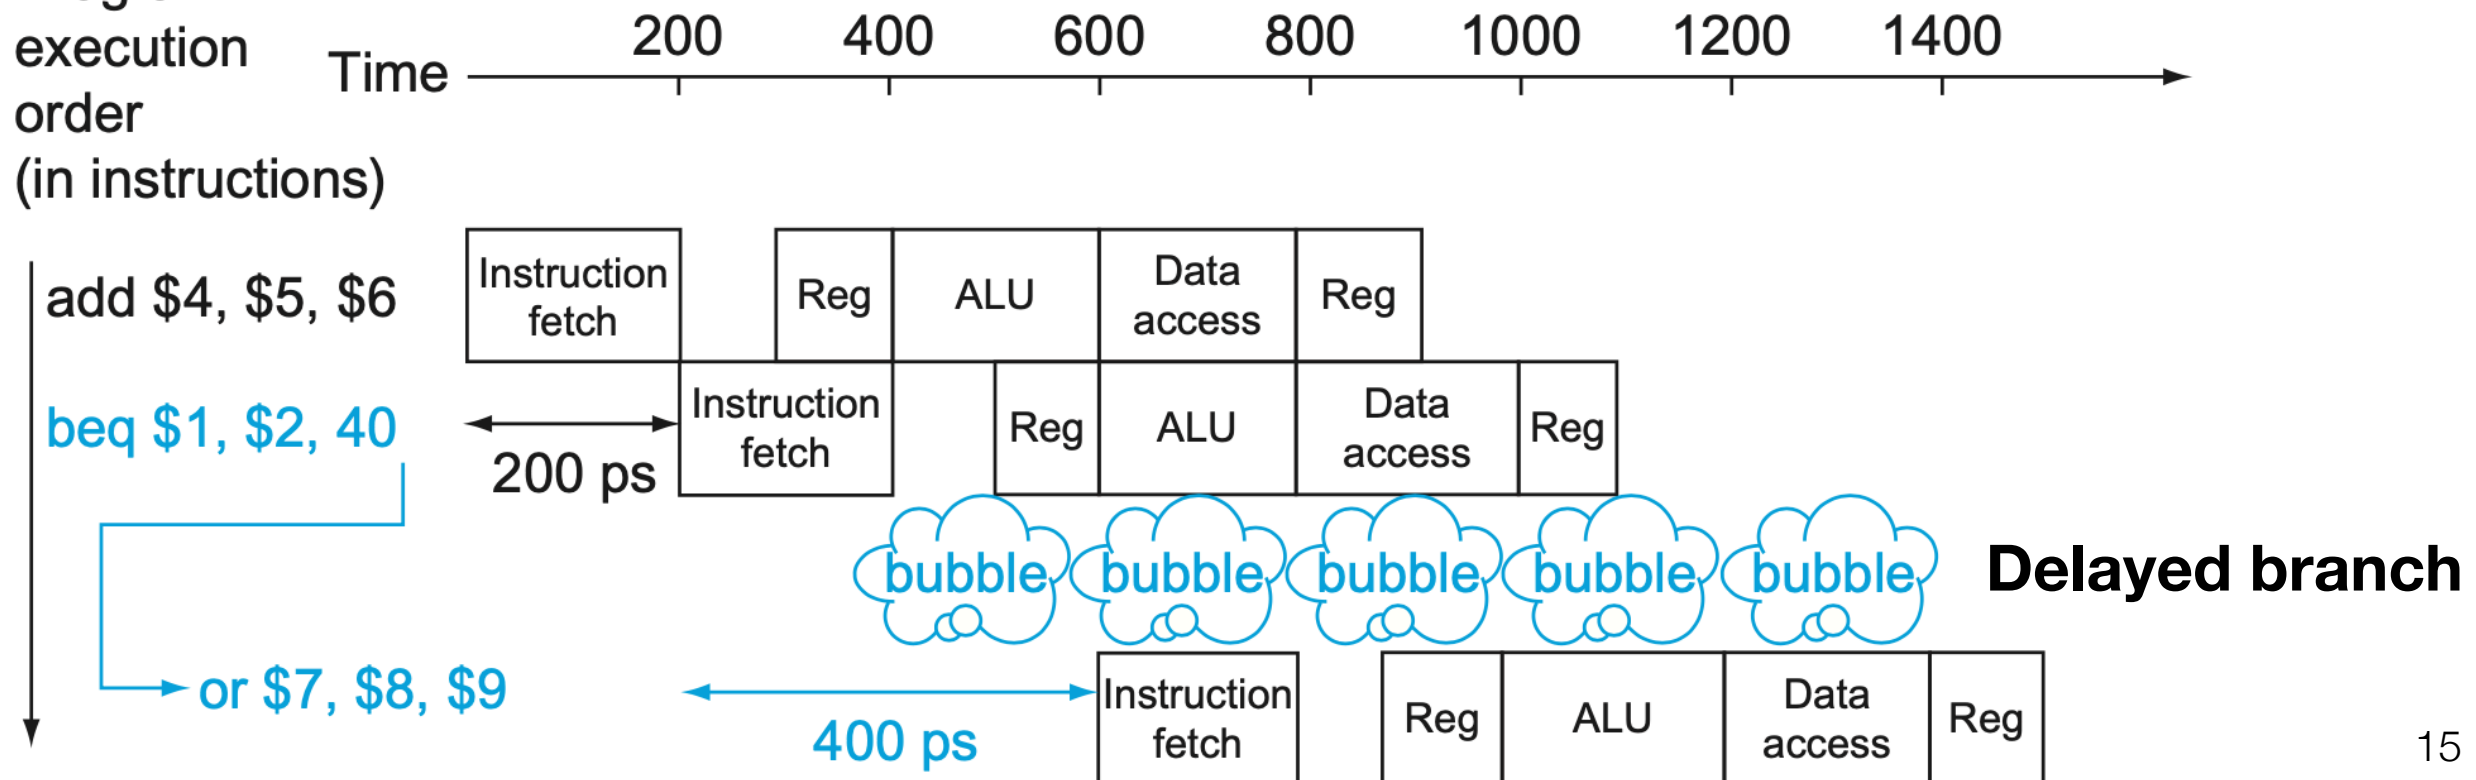 execution
order
(in instructions)
Time
200 400 600 800 1000 1200 1400
add $4, $5, $6
Instruction
fetch
Reg
ALU
Data
access
Reg
beq $1, $2, 40
200 ps
Instruction
fetch
Reg
ALU
Data
access
Reg
bubble bubble bubble bubble bubble
Delayed branch
or $7, $8, $9
400 ps
Instruction
fetch
Reg
ALU
Data
access
Reg
15